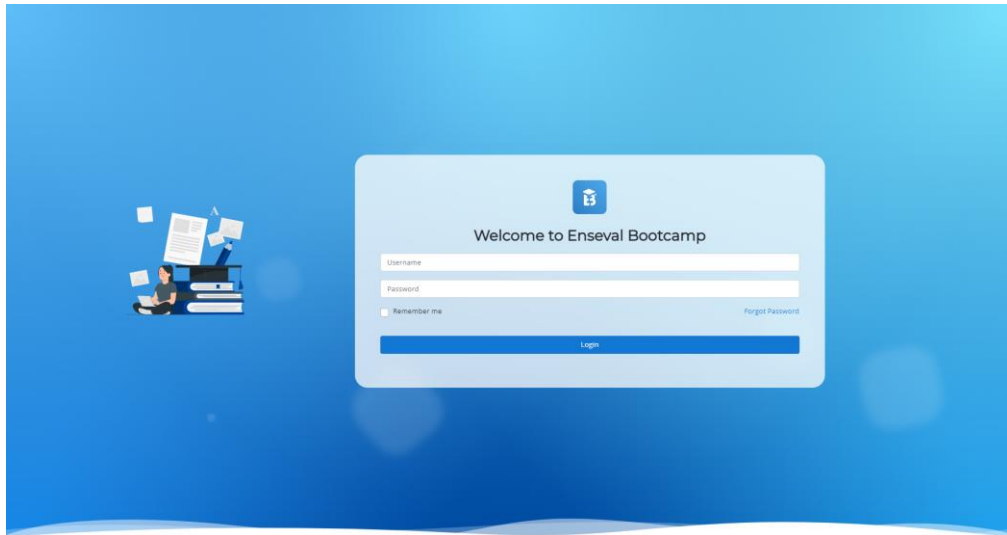 A
Welcome to Enseval Bootcamp
Username
Password
Remember me
Forgot Password
Login